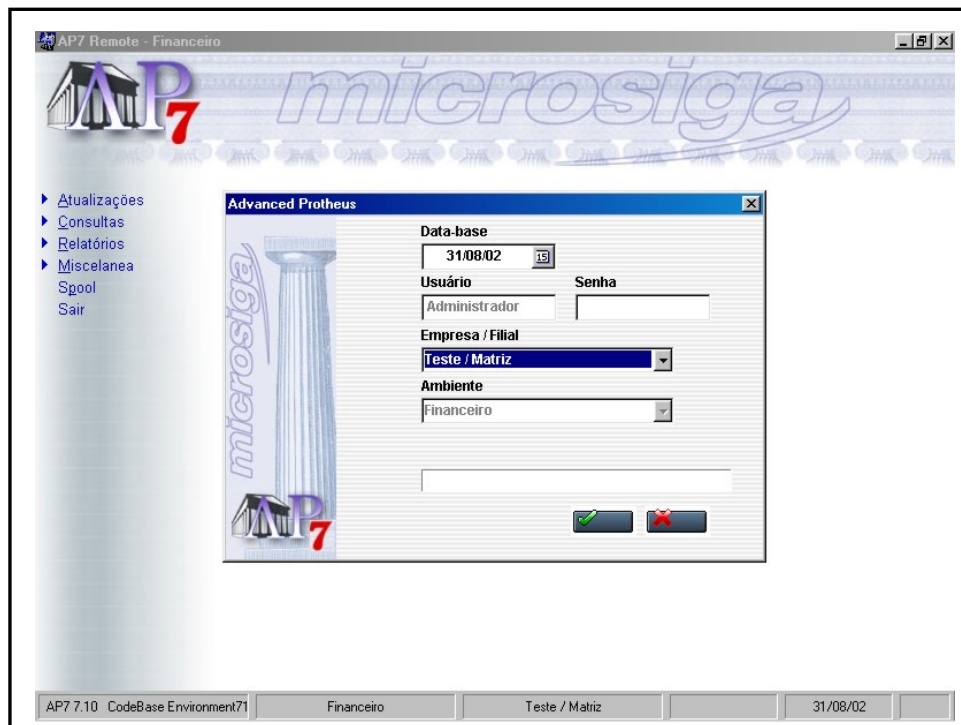 AP7 Remote - Financeiro
AP7
microsiga
Atualizações
Consultas
Relatórios
Miscelanea
Spool
Sair
Advanced Protheus
microsiga
AP7
Data-base
31/08/02
15
Usuário Senha
Administrador
Empresa / Filial
Teste / Matriz
Ambiente
Financeiro
AP7 7.10 CodeBase Environment71 Financeiro Teste / Matriz 31/08/02